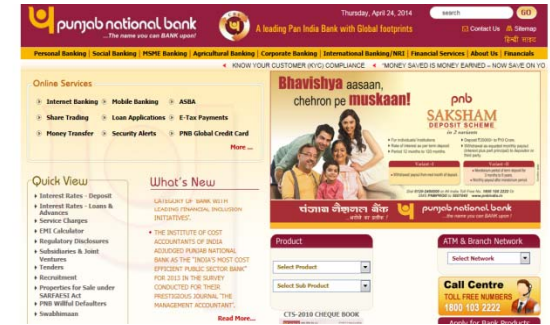 punjab national bank
...The name you can BANK upon!
A leading Pan India Bank with Global footprints
Thursday, April 24, 2014
search
GO
Contact Us
Sitemap
Personal Banking | Social Banking | MSME Banking | Agricultural Banking | Corporate Banking | International Banking/NRI | Financial Services | About Us | Financials
KNOW YOUR CUSTOMER (KYC) COMPLIANCE
"MONEY SAVED IS MONEY EARNED – NOW SAVE ON YO
Online Services
Internet Banking
Mobile Banking
ASBA
Share Trading
Loan Applications
E-Tax Payments
Money Transfer
Security Alerts
PNB Global Credit Card
More ...
Bhavishya aasaan,
chehron pe muskaan!
pnb
SAKSHAM
DEPOSIT SCHEME
in 2 variants
Quick View
Interest Rates - Deposit
Interest Rates - Loans &
Advances
Service Charges
EMI Calculator
Regulatory Disclosures
Subsidiaries & Joint
Ventures
Tenders
Recruitment
Properties for Sale under
SARFAESI Act
PNB Willful Defaulters
Swabhimaan
What's New
CATEGORY OF BANK WITH
LEADING FINANCIAL INCLUSION
INITIATIVES'.
THE INSTITUTE OF COST
ACCOUNTANTS OF INDIA
ADJUDGED PUNJAB NATIONAL
BANK AS THE "INDIA'S MOST COST
EFFICIENT PUBLIC SECTOR BANK"
FOR 2012 IN THE SURVEY
CONDUCTED FOR THEIR
PRESTIGIOUS JOURNAL 'THE
MANAGEMENT ACCOUNTANT'.
Read More...
पंजाब नैशनल बैंक
punjab national bank
...the name you can BANK upon!
Product
Select Product
Select Sub Product
CTS-2010 CHEQUE BOOK
ATM & Branch Network
Select Network
Call Centre
TOLL FREE NUMBERS
1800 103 2222
Apply for Bank Products